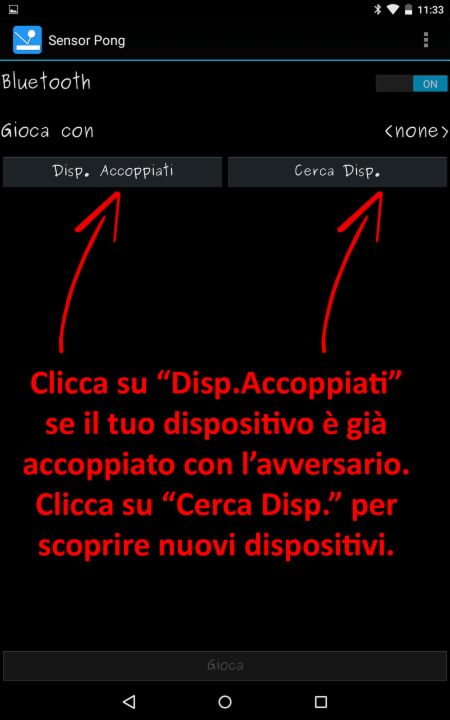 11:33
Sensor Pong
Bluetooth
ON
Gioca con
<none>
Disp. Accoppiati
Cerca Disp.
Clicca su “Disp.Accoppiati”
se il tuo dispositivo è già
accoppiato con l’avversario.
Clicca su “Cerca Disp.” per
scoprire nuovi dispositivi.
Gioca